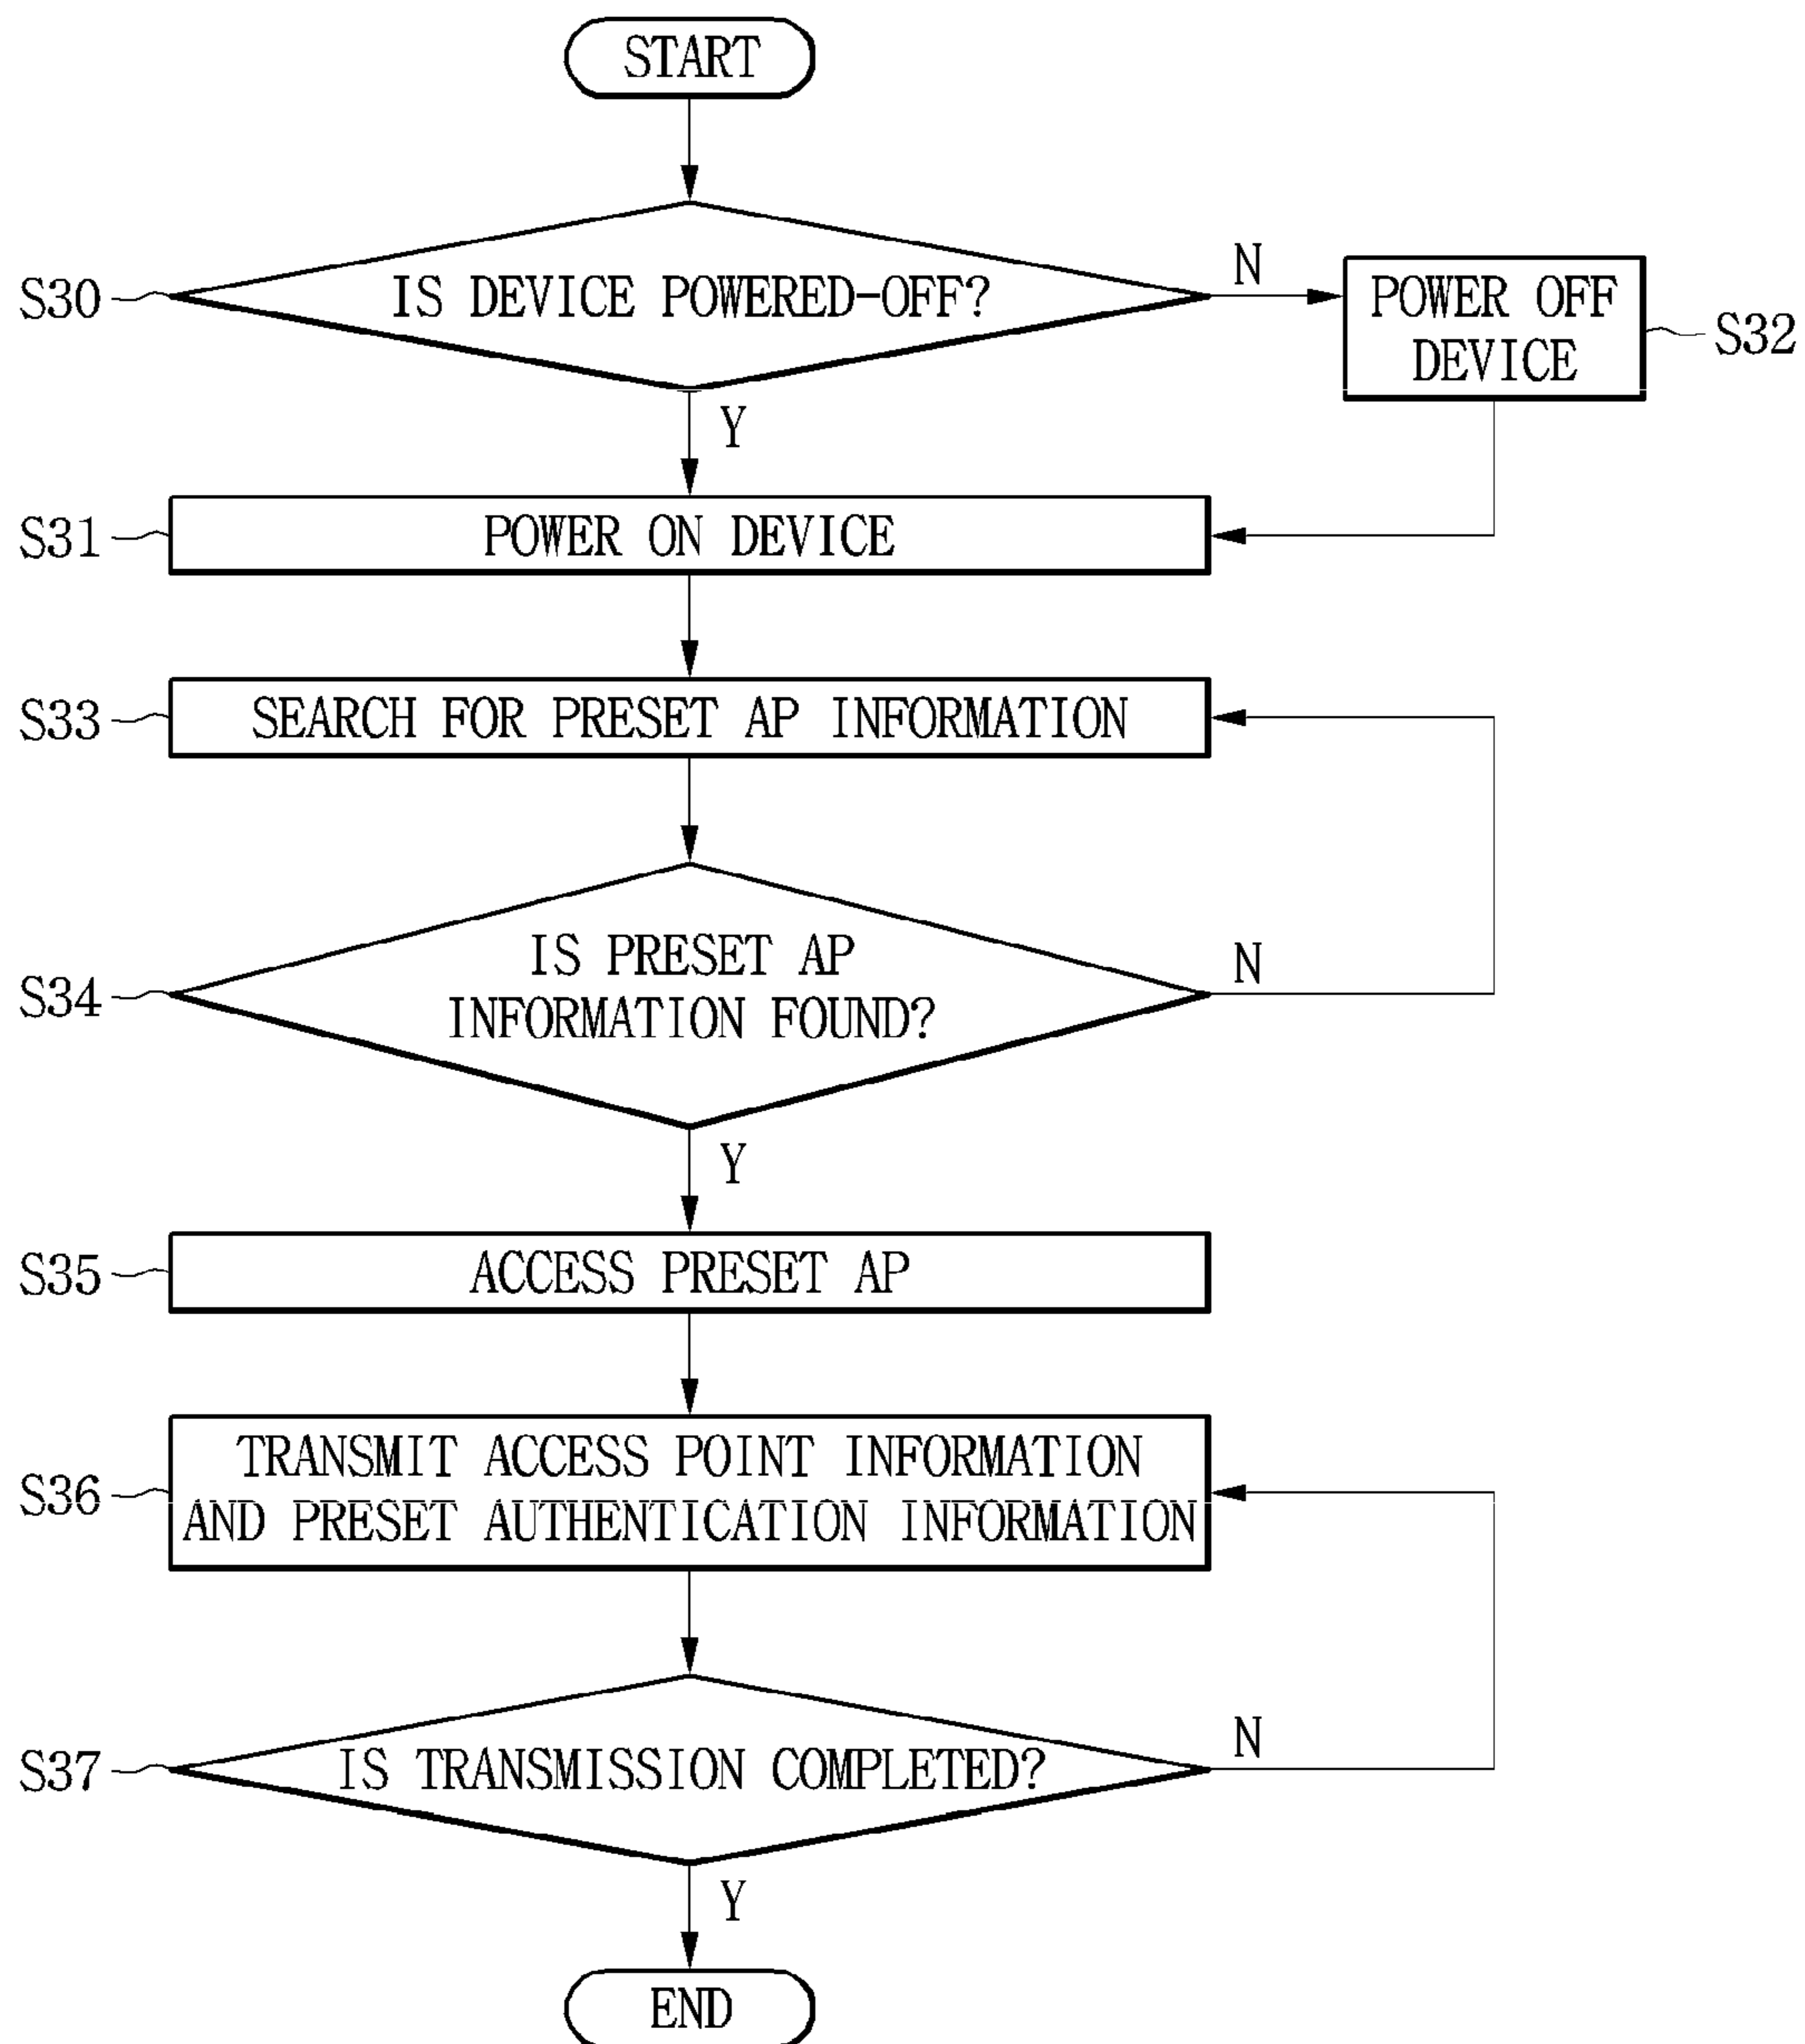 START
S30
IS DEVICE POWERED-OFF?
N
POWER OFF
DEVICE
S32
Y
S31
POWER ON DEVICE
S33
SEARCH FOR PRESET AP INFORMATION
S34
IS PRESET AP
INFORMATION FOUND?
N
Y
S35
ACCESS PRESET AP
S36
TRANSMIT ACCESS POINT INFORMATION
AND PRESET AUTHENTICATION INFORMATION
S37
IS TRANSMISSION COMPLETED?
N
Y
END